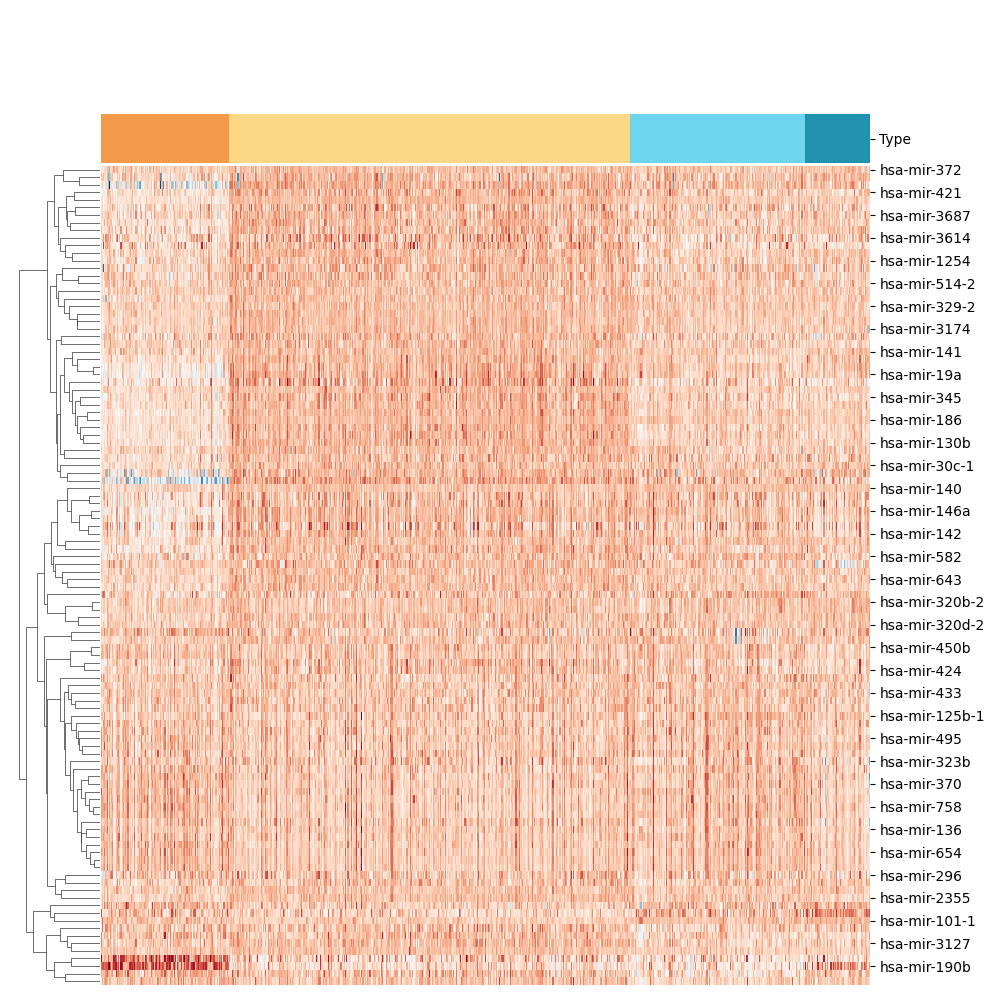 Type
hsa-mir-372
hsa-mir-421
hsa-mir-3687
hsa-mir-3614
hsa-mir-1254
hsa-mir-514-2
hsa-mir-329-2
hsa-mir-3174
hsa-mir-141
hsa-mir-19a
hsa-mir-345
hsa-mir-186
hsa-mir-130b
hsa-mir-30c-1
hsa-mir-140
hsa-mir-146a
hsa-mir-142
hsa-mir-582
hsa-mir-643
hsa-mir-320b-2
hsa-mir-320d-2
hsa-mir-450b
hsa-mir-424
hsa-mir-433
hsa-mir-125b-1
hsa-mir-495
hsa-mir-323b
hsa-mir-370
hsa-mir-758
hsa-mir-136
hsa-mir-654
hsa-mir-296
hsa-mir-2355
hsa-mir-101-1
hsa-mir-3127
hsa-mir-190b